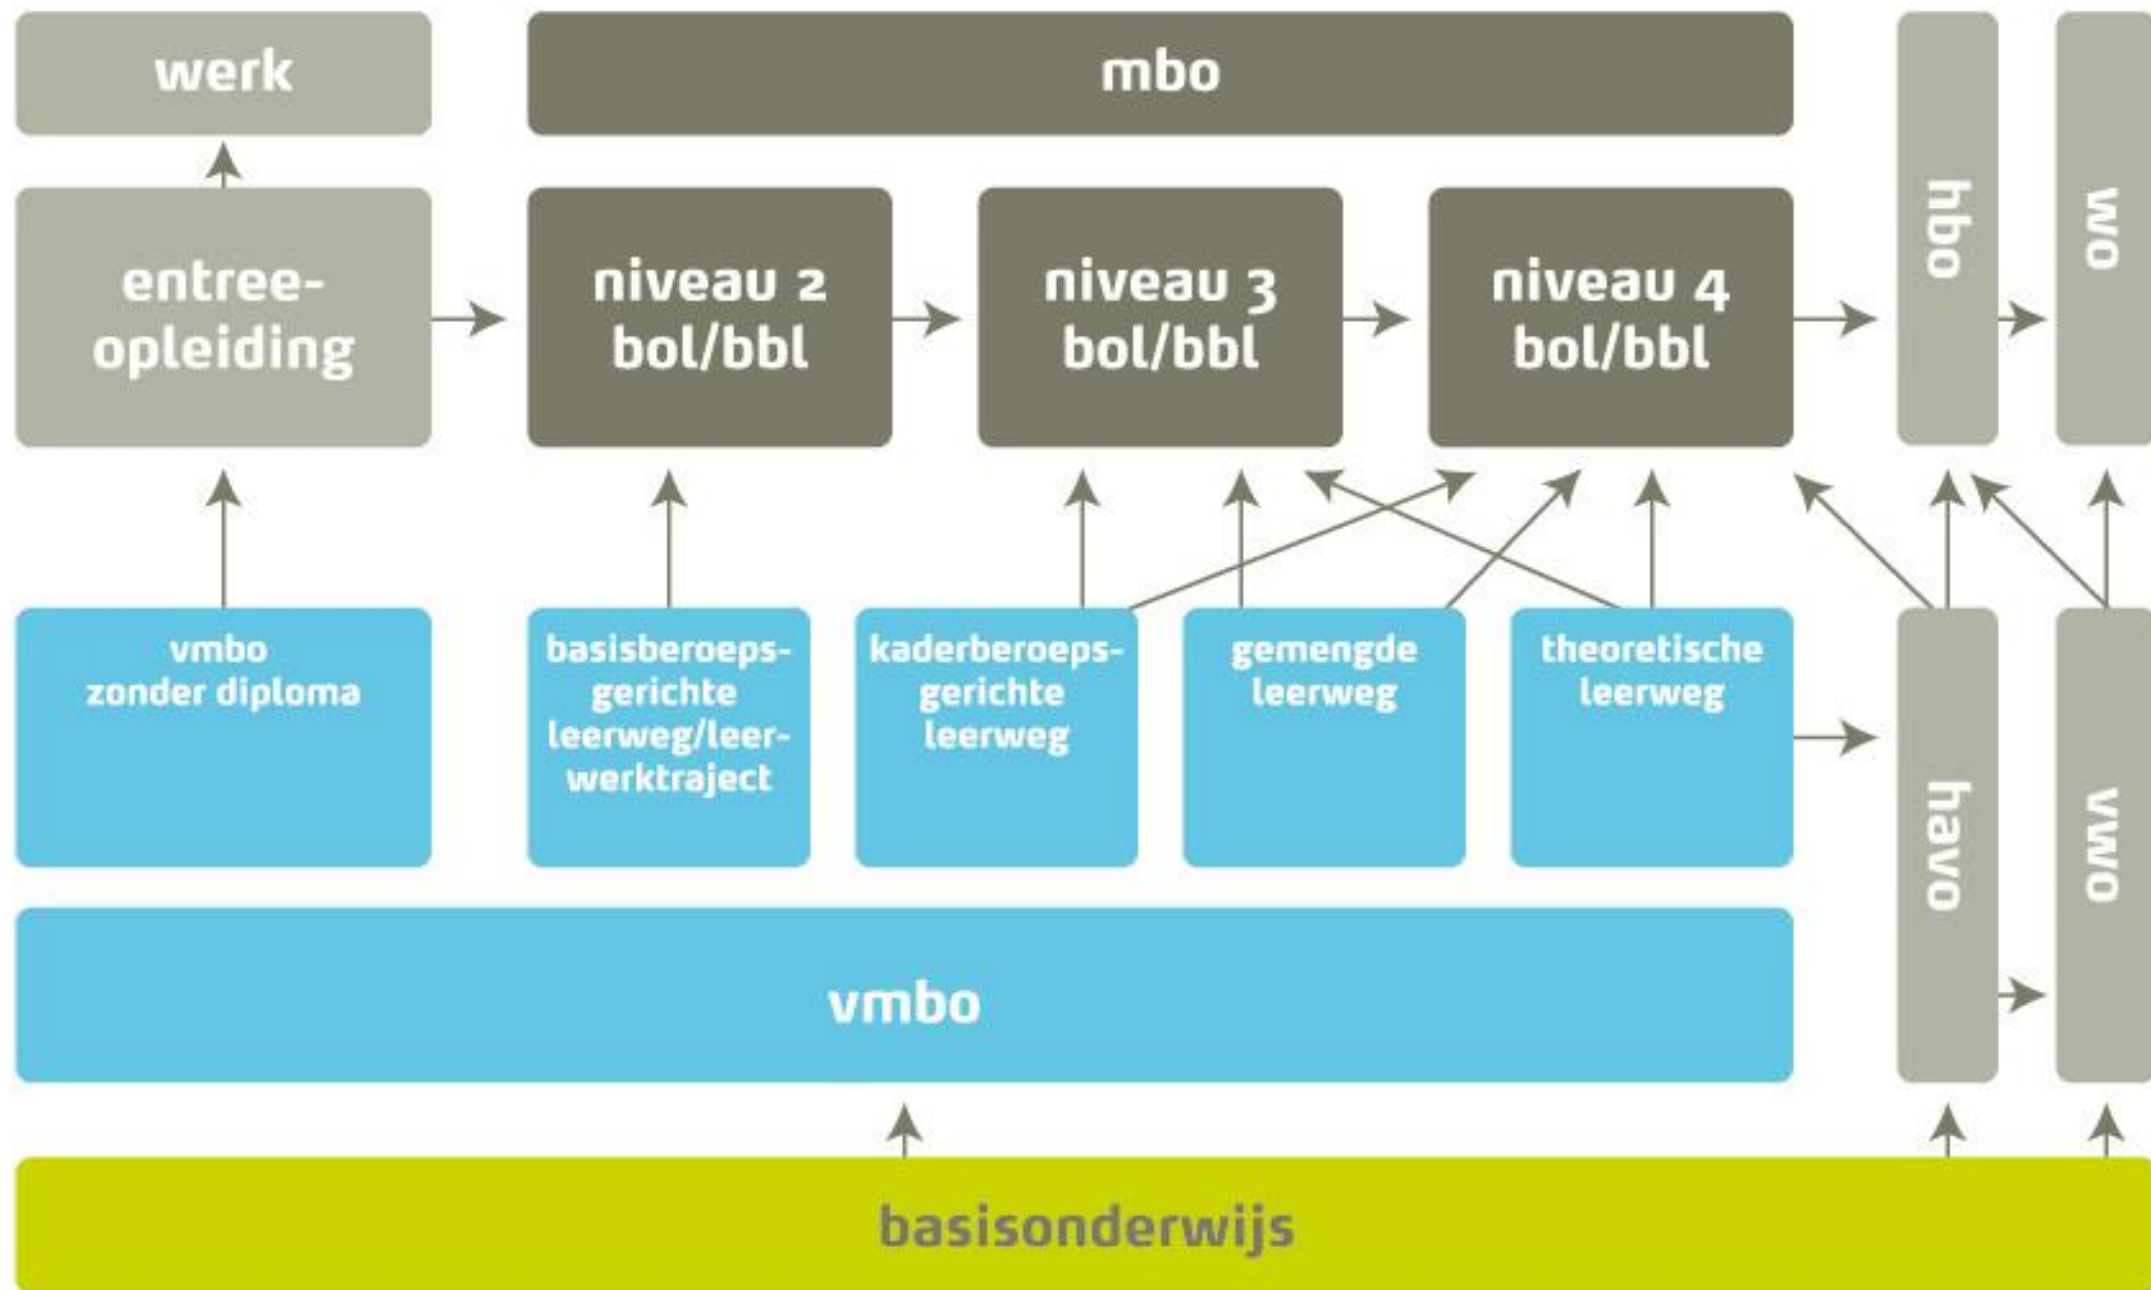 werk
mbo
hbo
wo
entree-
opleiding
niveau 2
bol/bbl
niveau 3
bol/bbl
niveau 4
bol/bbl
vmbo
zonder diploma
basisberoeps-
gerichte
leerweg/leer-
werktraject
kaderberoeps-
gerichte
leerweg
gemengde
leerweg
theoretische
leerweg
havo
vwo
vmbo
basisonderwijs